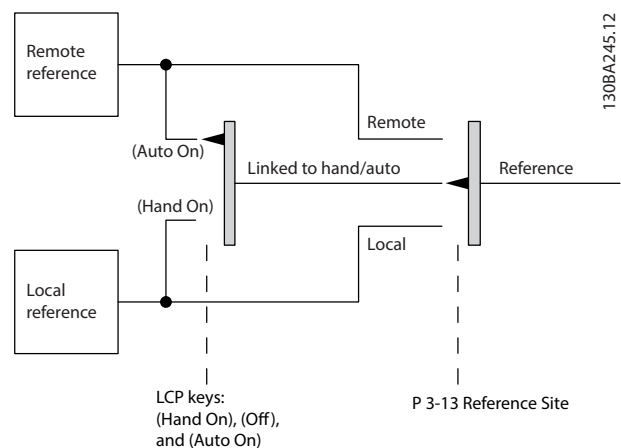 Remote
reference
130BA245.12
Remote
(Auto On)
Linked to hand/auto
Reference
(Hand On)
Local
Local
reference
LCP keys:
(Hand On), (Off),
and (Auto On)
P 3-13 Reference Site